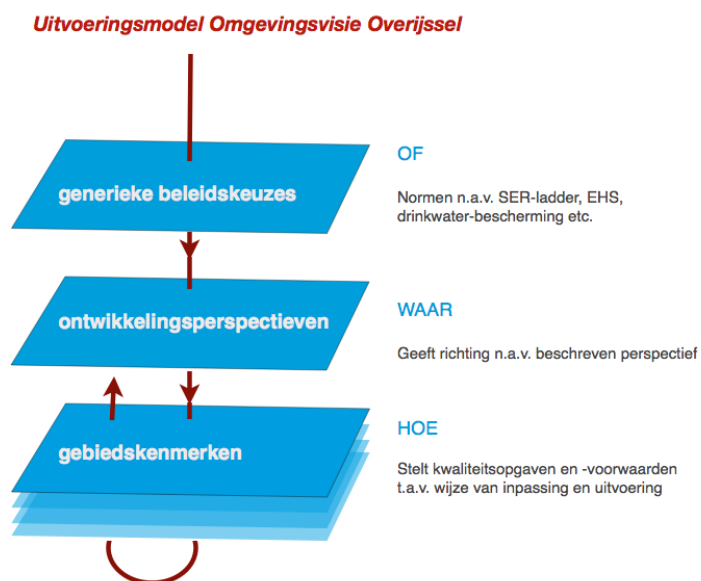 Uitvoeringsmodel Omgevingsvisie Overijssel
generieke beleidskeuzes
OF
Normen n.a.v. SER-ladder, EHS,
drinkwater-bescherming etc.
ontwikkelingsperspectieven
WAAR
Geeft richting n.a.v. beschreven perspectief
gebiedskenmerken
HOE
Stelt kwaliteitsopgaven en -voorwaarden
t.a.v. wijze van inpassing en uitvoering